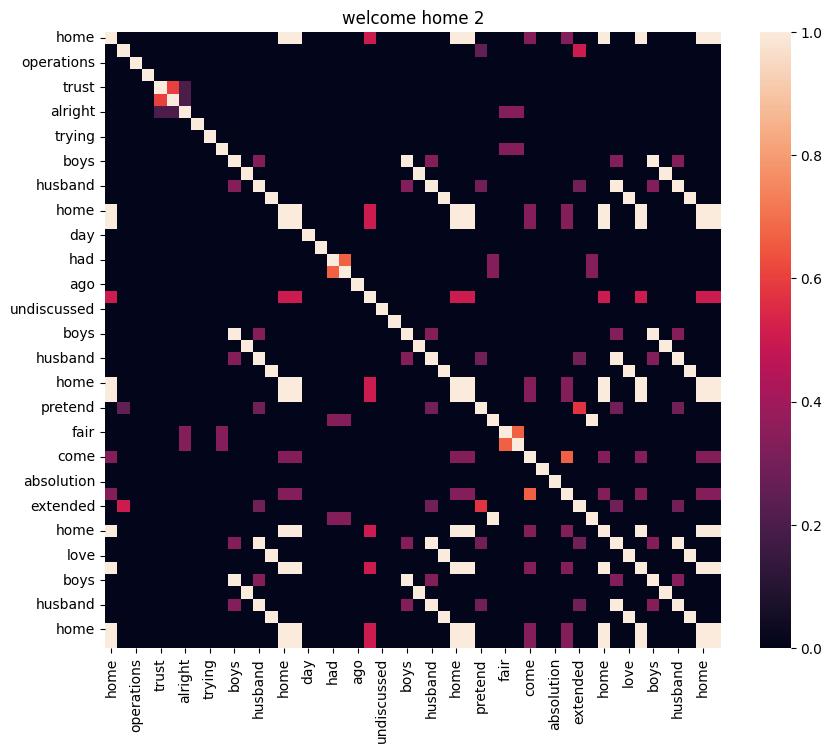 welcome home 2
home
operations
trust
alright
trying
boys
husband
home
day
had
ago
undiscussed
boys
husband
home
pretend
fair
come
absolution
extended
home
love
boys
husband
home
1.0
0.8
0.6
0.4
0.2
0.0
home
operations
trust
alright
trying
boys
husband
home
day
had
ago
undiscussed
boys
husband
home
pretend
fair
come
absolution
extended
home
love
boys
husband
home